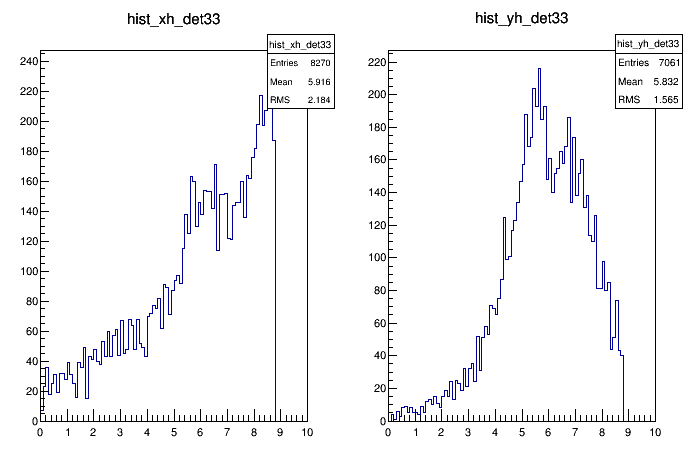 hist_xh_det33
hist_xh_det33
Entries 8270
Mean 5.916
RMS 2.184
240
220
200
180
160
140
120
100
80
60
40
20
0
0 1 2 3 4 5 6 7 8 9 10
hist_yh_det33
hist_yh_det33
Entries 7061
Mean 5.832
RMS 1.565
220
200
180
160
140
120
100
80
60
40
20
0
0 1 2 3 4 5 6 7 8 9 10